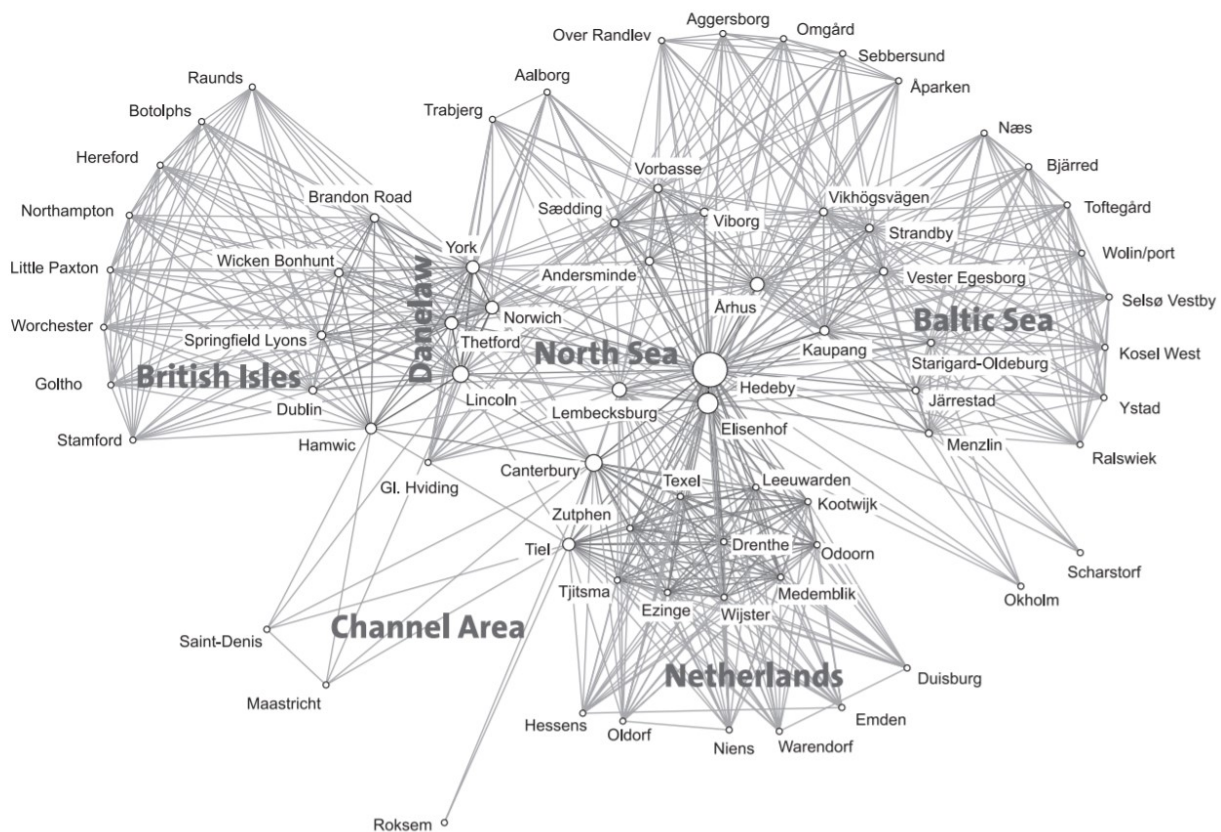 Aggersborg
Omgård
Over Randlev
Sebbersund
Raunds
Aalborg
Åparken
Botolphs
Trabjerg
Næs
Hereford
Vorbasse
Bjärred
Brandon Road
Sædding
Vikhögsvägen
Northampton
Viborg
Toftegård
Strandby
York
Wolin/port
Wicken Bonhunt
Little Paxton
Andersminde
Vester Egesborg
Danelaw
Århus
Selsø Vestby
Norwich
Baltic Sea
Worchester
Springfield Lyons
Thetford
North Sea
Kaupang
Kosel West
Starigard-Oldeburg
British Isles
Goltho
Hedeby
Dublin
Lincoln
Lembecksburg
Järrestad
Ystad
Elisenhof
Stamford
Hamwic
Menzlin
Ralswiek
Canterbury
Gl. Hviding
Texel
Leeuwarden
Kootwijk
Zutphen
Tiel
Drenthe
Odoorn
Scharstorf
Tjitsma
Medemblik
Okholm
Ezinge
Wijster
Channel Area
Saint-Denis
Netherlands
Duisburg
Maastricht
Hessens
Emden
Oldorf
Niens
Warendorf
Roksem